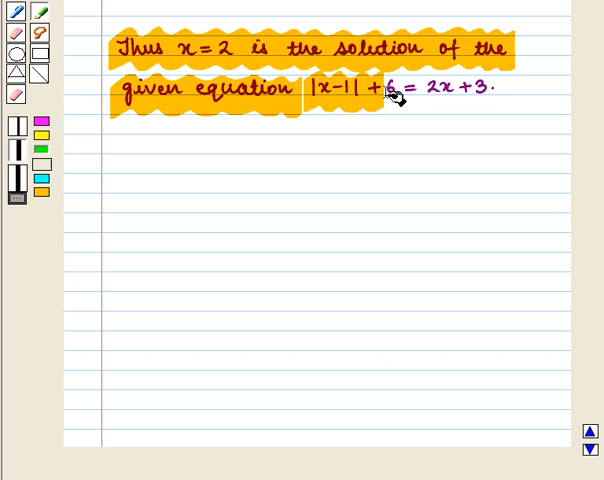 Thus x = 2 is the solution of the
given equation |x-1| + 6 = 2x + 3.